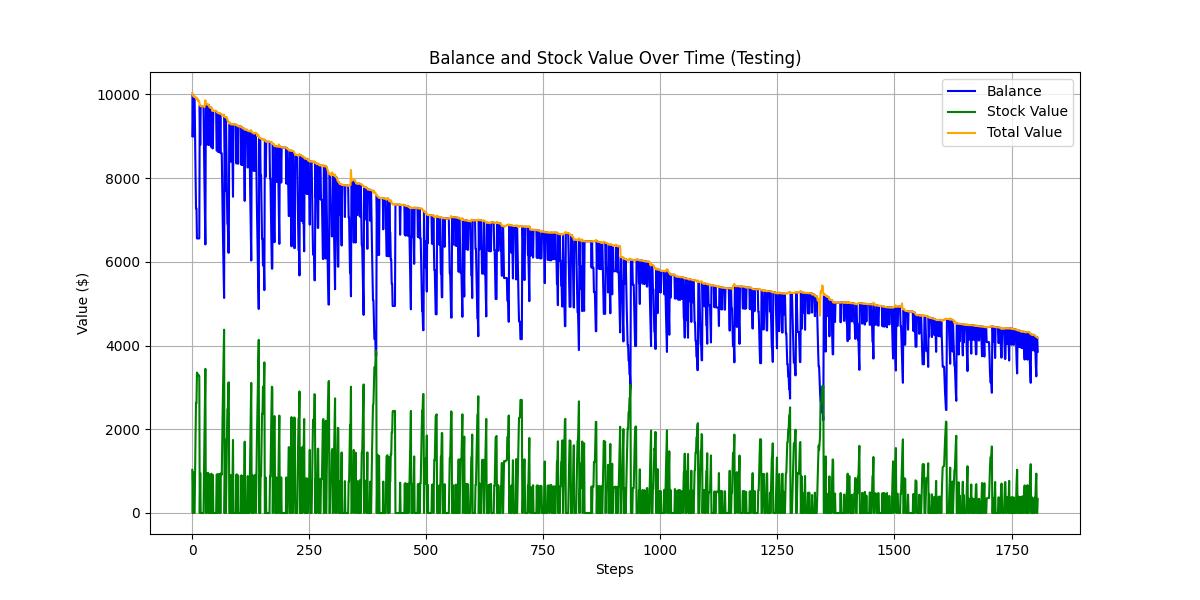 Balance and Stock Value Over Time (Testing)
Balance
Stock Value
Total Value
Value ($)
10000
8000
6000
4000
2000
0
0 250 500 750 1000 1250 1500 1750
Steps